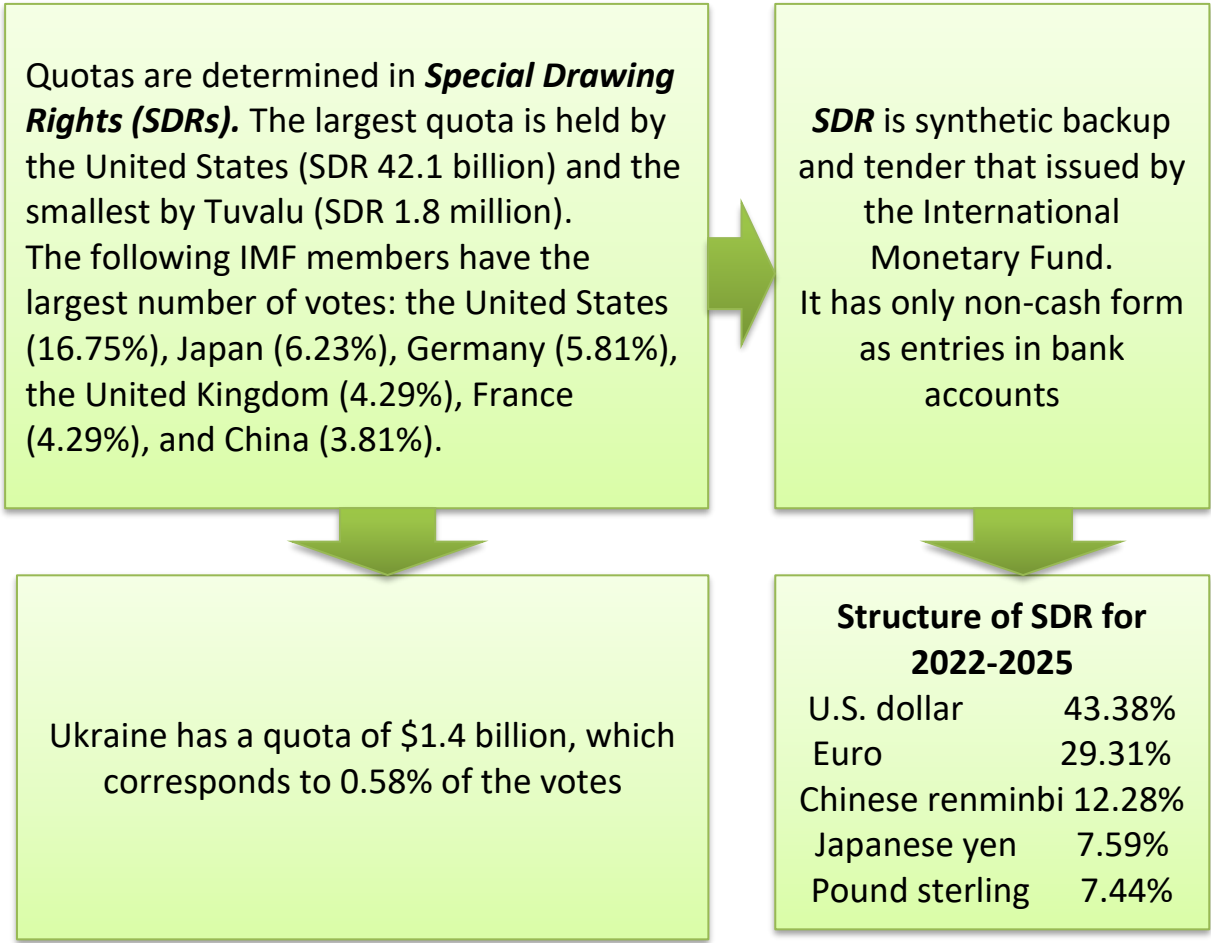 Quotas are determined in Special Drawing
Rights (SDRs). The largest quota is held by
the United States (SDR 42.1 billion) and the
smallest by Tuvalu (SDR 1.8 million).
The following IMF members have the
largest number of votes: the United States
(16.75%), Japan (6.23%), Germany (5.81%),
the United Kingdom (4.29%), France
(4.29%), and China (3.81%).
SDR is synthetic backup
and tender that issued by
the International
Monetary Fund.
It has only non-cash form
as entries in bank
accounts
Ukraine has a quota of $1.4 billion, which
corresponds to 0.58% of the votes
Structure of SDR for
2022-2025
U.S. dollar 43.38%
Euro 29.31%
Chinese renminbi 12.28%
Japanese yen 7.59%
Pound sterling 7.44%